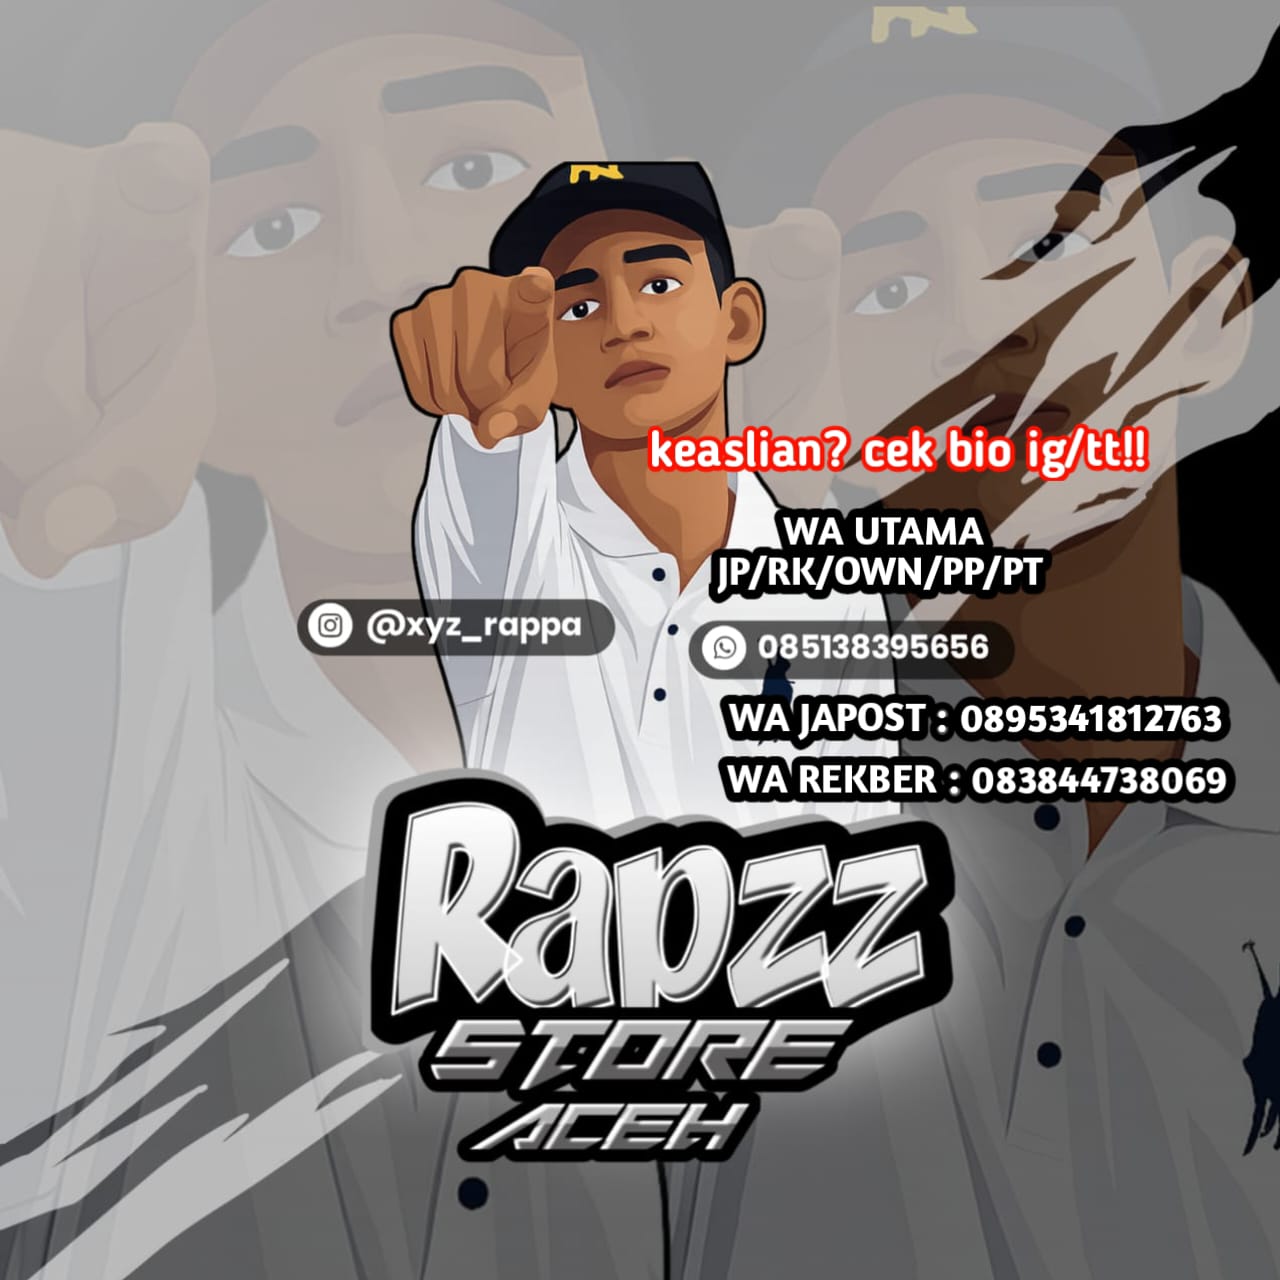 keaslian? cek bio ig/tt!!
WA UTAMA
JP/RK/OWN/PP/PT
@xyz_rappa
085138395656
WA JAPOST : 0895341812763
WA REKBER : 083844738069
Rapzz
STORE
ACEH